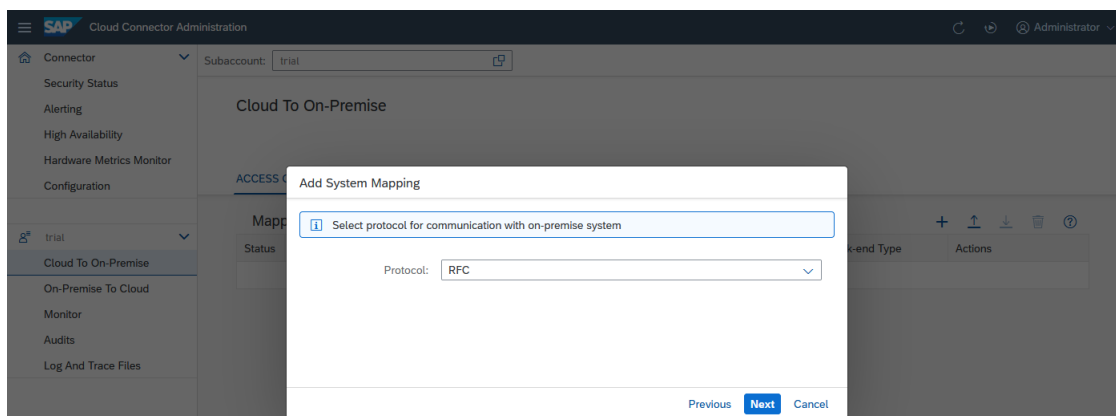 SAP Cloud Connector Administration
Administrator
Connector
Subaccount: trial
Security Status
Alerting
High Availability
Hardware Metrics Monitor
Configuration
Cloud To On-Premise
ACCESS
Mapp
Status
k-end Type
Actions
Add System Mapping
Select protocol for communication with on-premise system
Protocol: RFC
Previous Next Cancel
trial
Cloud To On-Premise
On-Premise To Cloud
Monitor
Audits
Log And Trace Files